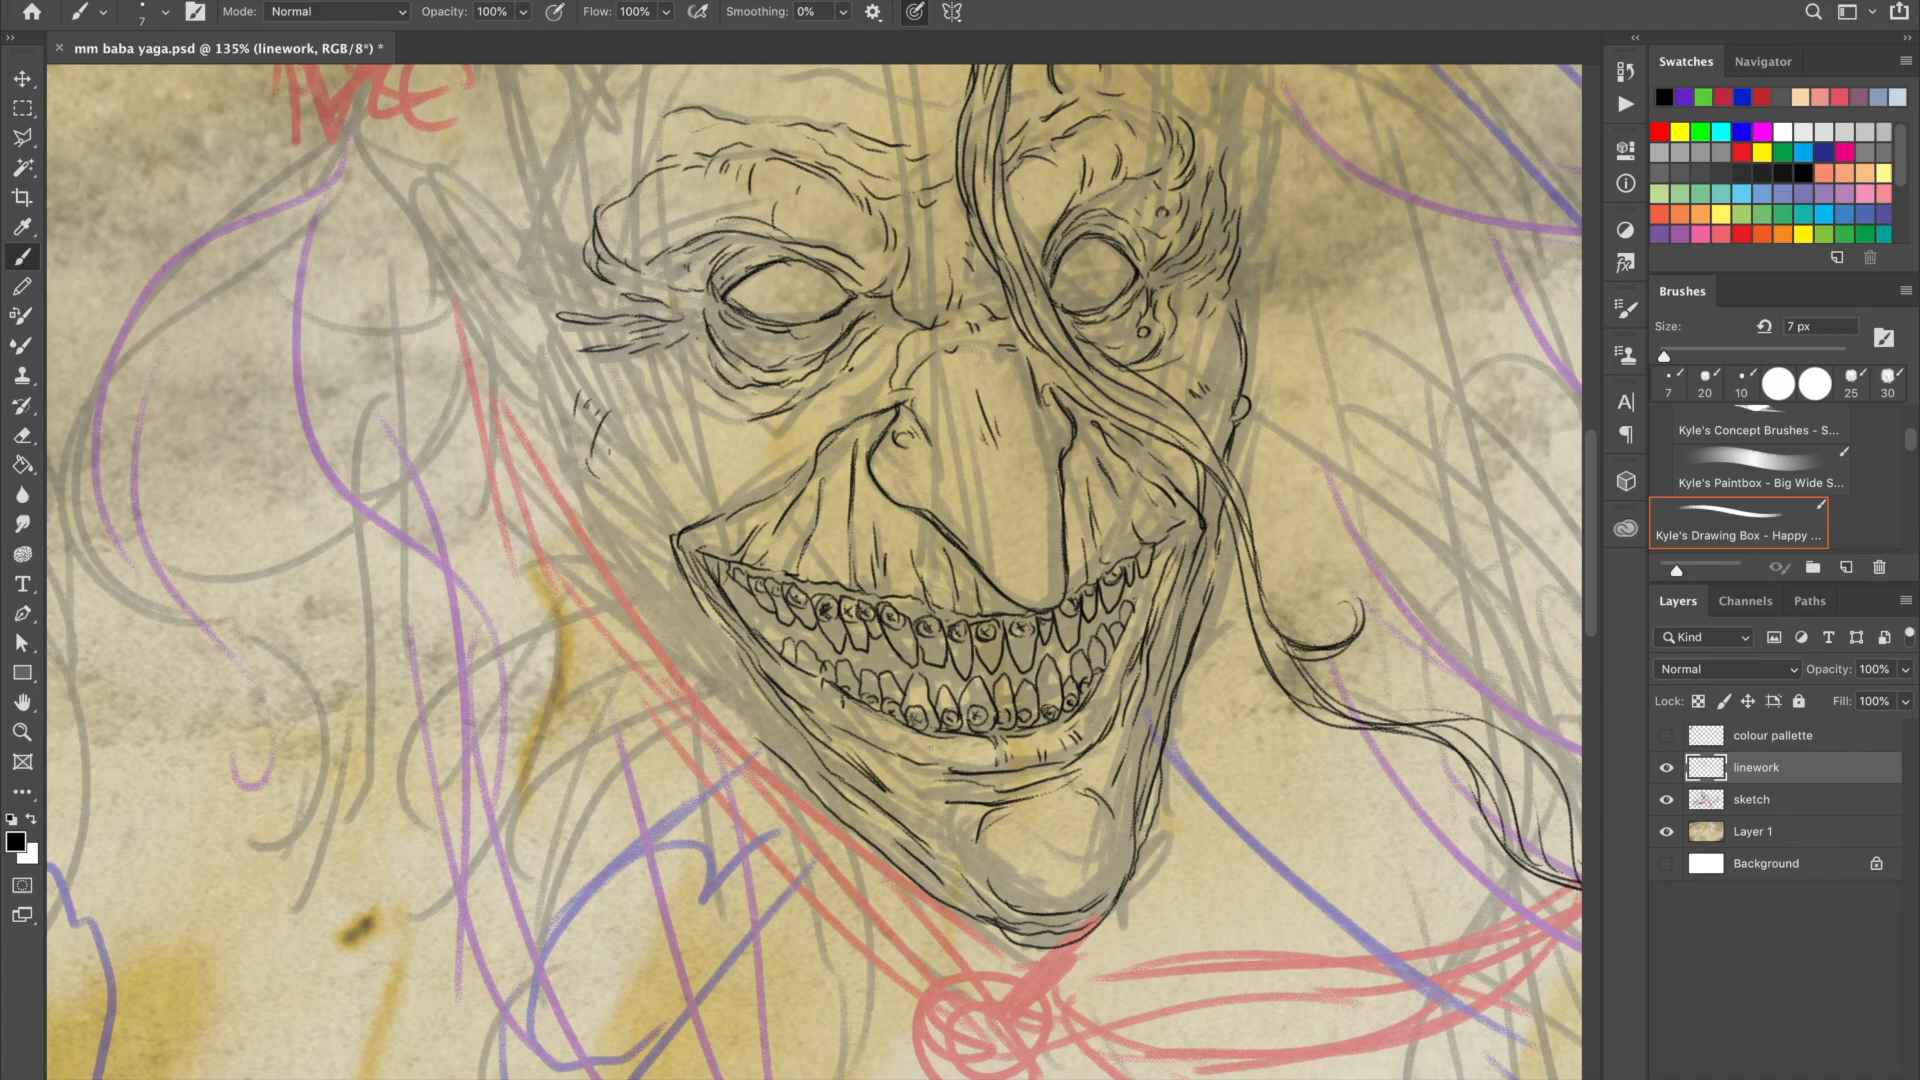 7 Mode: Normal Opacity: 100% Flow: 100% Smoothing: 0%
mm baba yaga.psd @ 135% (linework, RGB/8*) *
Swatches Navigator
Brushes
Size: 7 px
7 20 10 25 30
Kyle's Concept Brushes - S...
Kyle's Paintbox - Big Wide S...
Kyle's Drawing Box - Happy ...
Layers Channels Paths
Kind
Normal Opacity: 100%
Lock: Fill: 100%
colour pallette
linework
sketch
Layer 1
Background